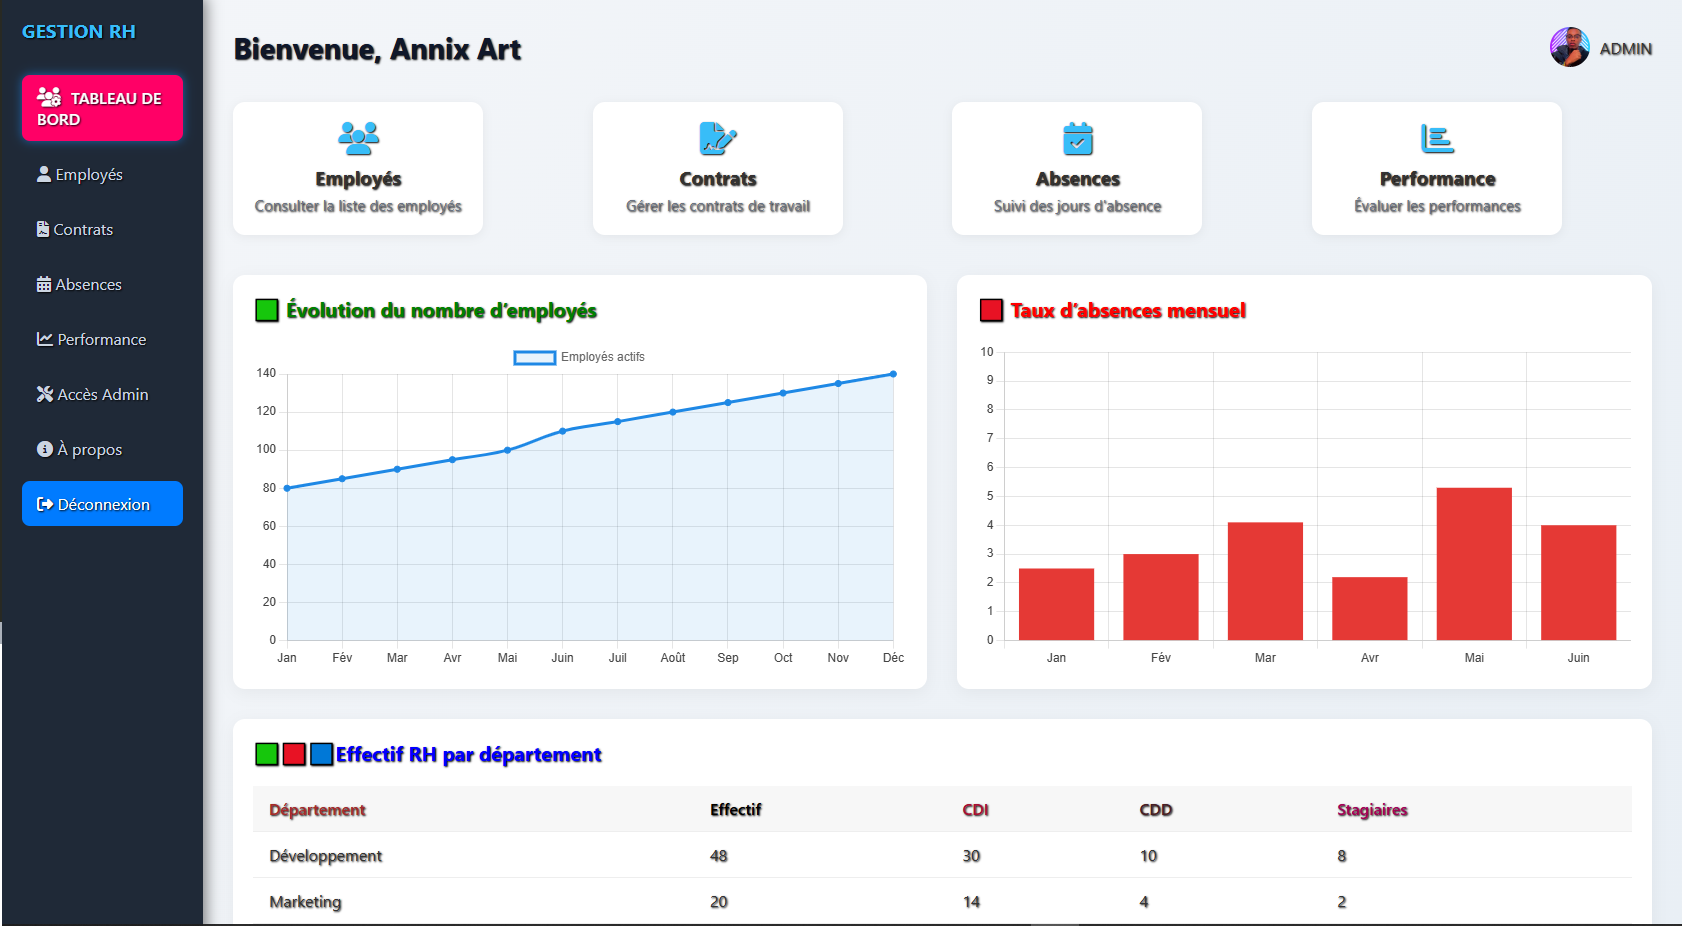 GESTION RH
TABLEAU DE
BORD
Employés
Contrats
Absences
Performance
Accès Admin
À propos
Déconnexion
Bienvenue, Annix Art
ADMIN
Employés
Consulter la liste des employés
Contrats
Gérer les contrats de travail
Absences
Suivi des jours d'absence
Performance
Évaluer les performances
Évolution du nombre d'employés
Employés actifs
140
120
100
80
60
40
20
0
Jan Fév Mar Avr Mai Juin Juil Août Sep Oct Nov Déc
Taux d'absences mensuel
10
9
8
7
6
5
4
3
2
1
0
Jan Fév Mar Avr Mai Juin
Effectif RH par département
Département Effectif CDI CDD Stagiaires
Développement 48 30 10 8
Marketing 20 14 4 2